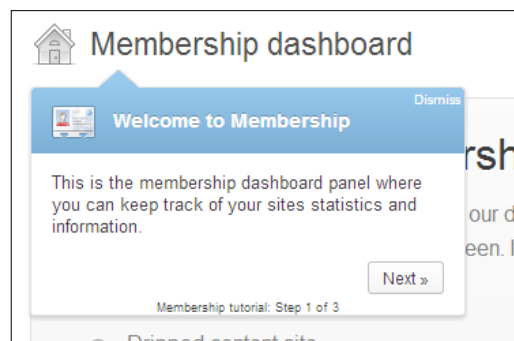 Membership dashboard
Dismiss
Welcome to Membership
This is the membership dashboard panel where
you can keep track of your sites statistics and
information.
Next »
Membership tutorial: Step 1 of 3